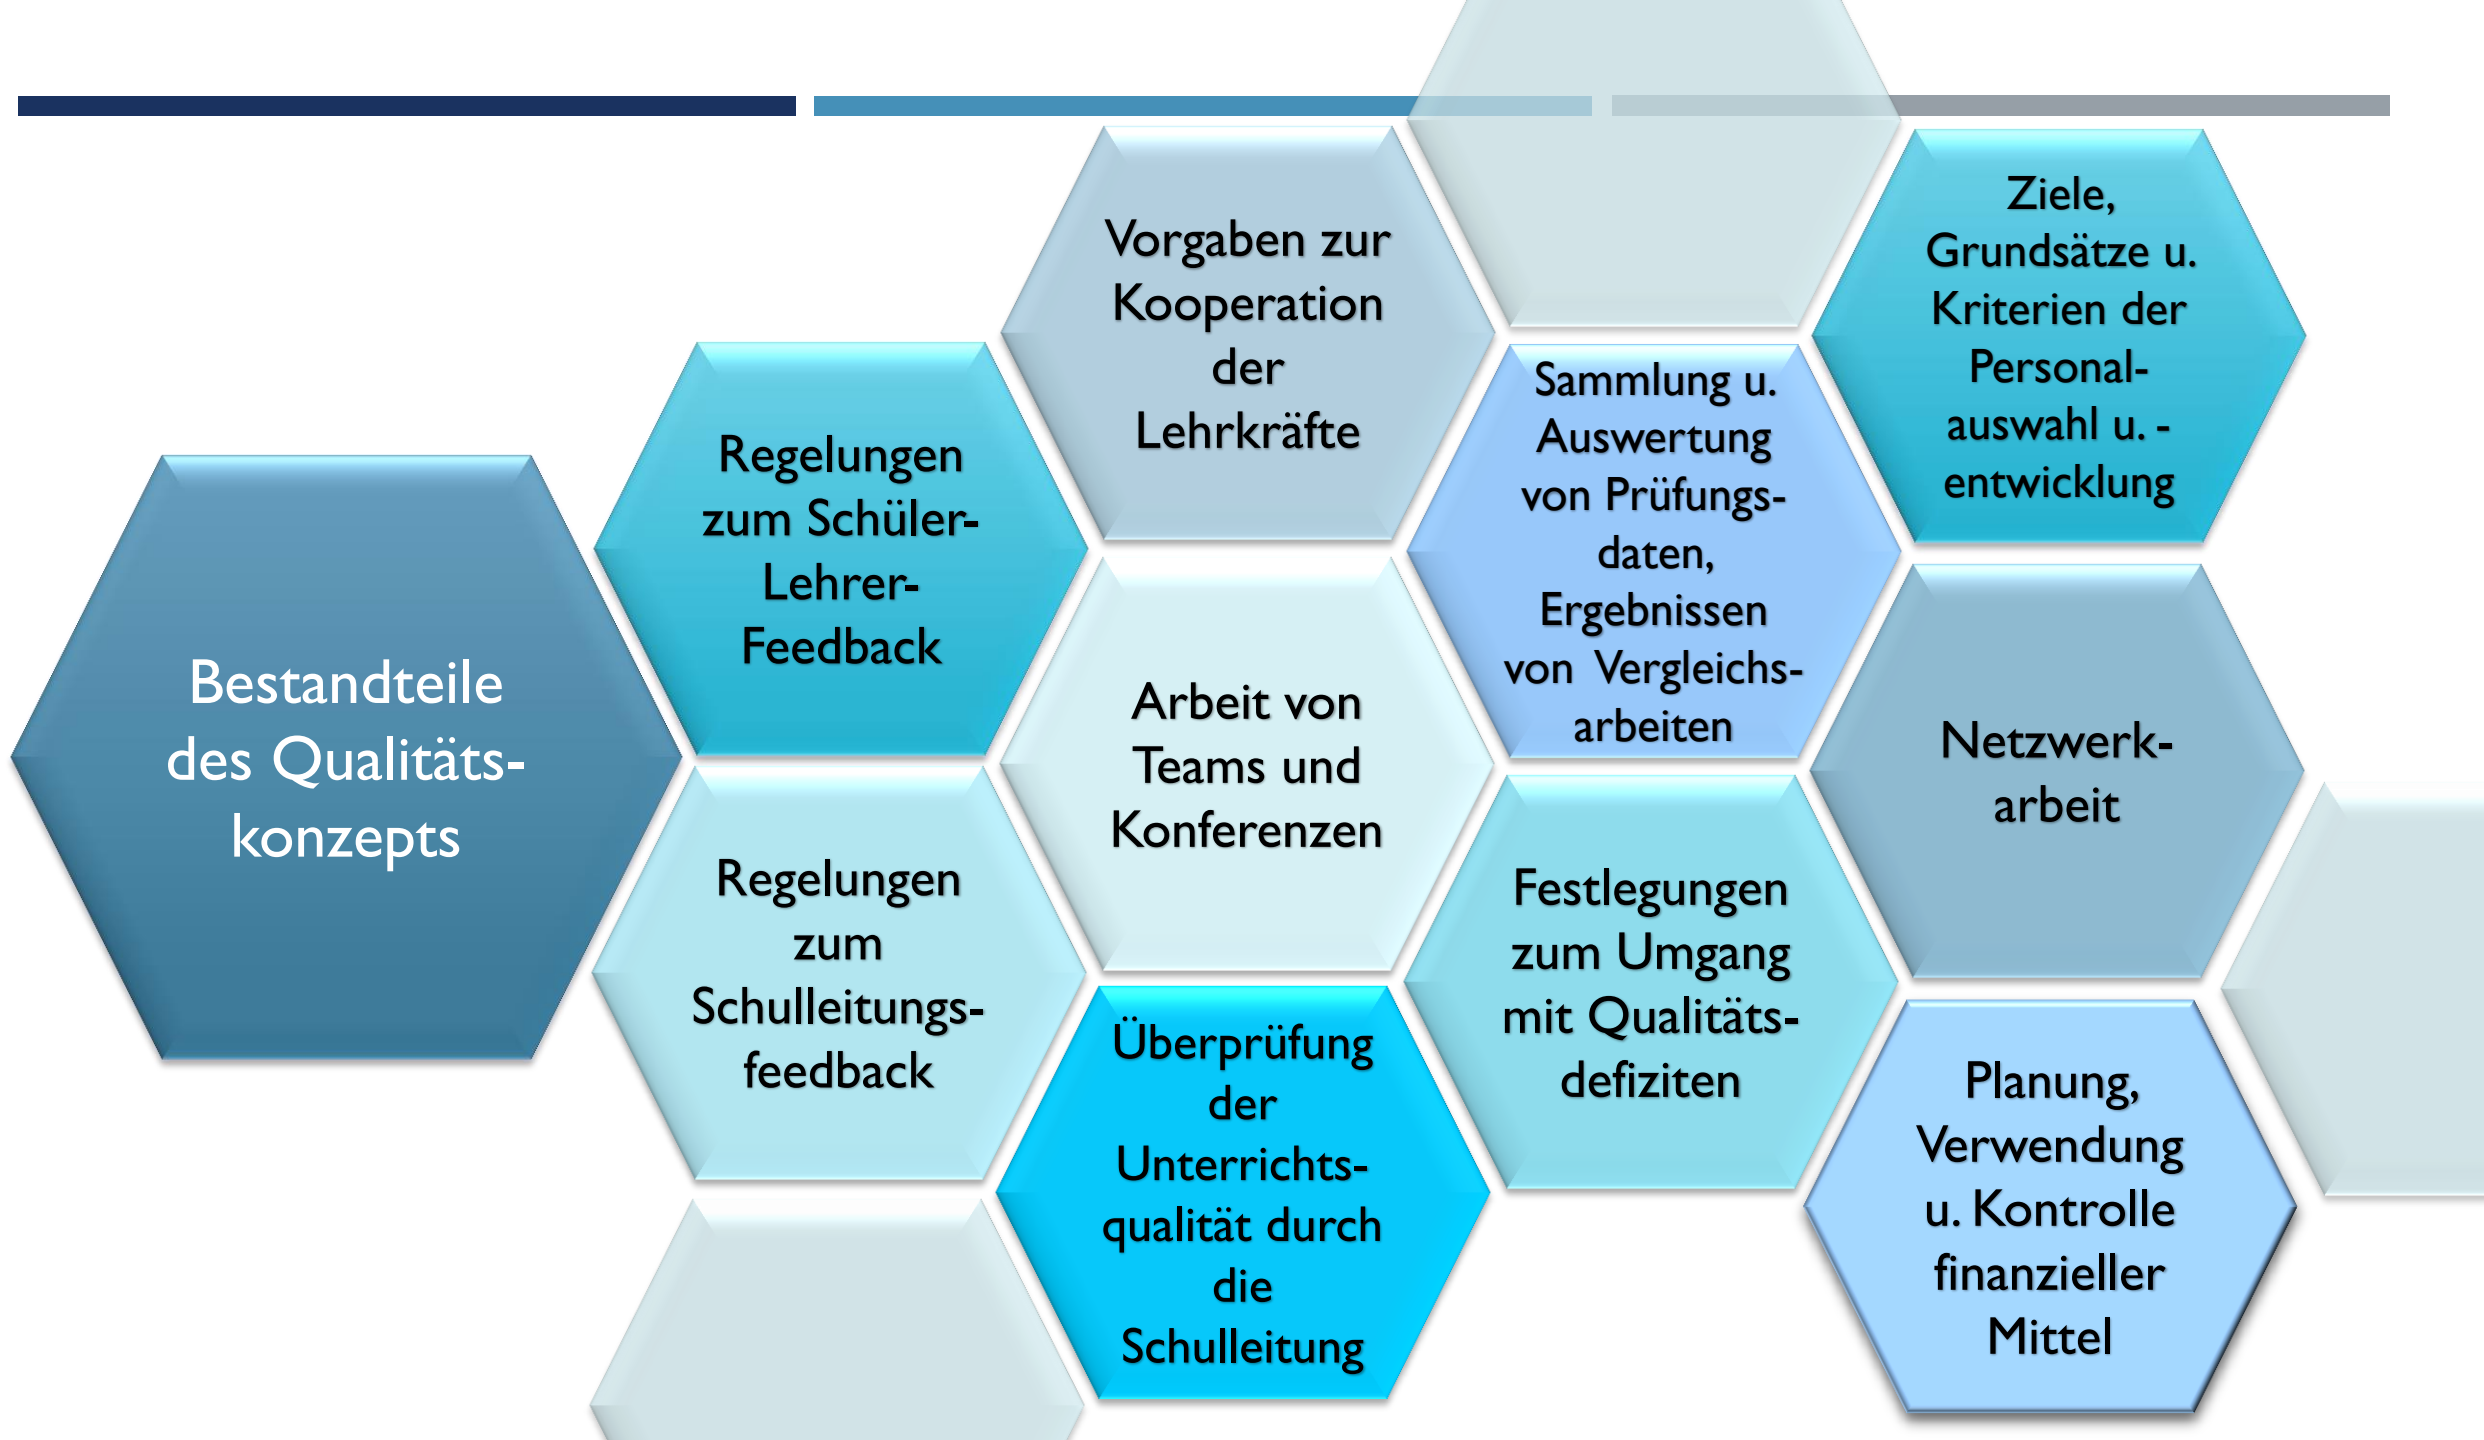 Bestandteile
des Qualitäts-
konzepts
Regelungen
zum Schüler-
Lehrer-
Feedback
Regelungen
zum
Schulleitungs-
feedback
Vorgaben zur
Kooperation
der
Lehrkräfte
Arbeit von
Teams und
Konferenzen
Überprüfung
der
Unterrichts-
qualität durch
die
Schulleitung
Sammlung u.
Auswertung
von Prüfungs-
daten,
Ergebnissen
von Vergleichs-
arbeiten
Festlegungen
zum Umgang
mit Qualitäts-
defiziten
Ziele,
Grundsätze u.
Kriterien der
Personal-
auswahl u. -
entwicklung
Netzwerk-
arbeit
Planung,
Verwendung
u. Kontrolle
finanzieller
Mittel